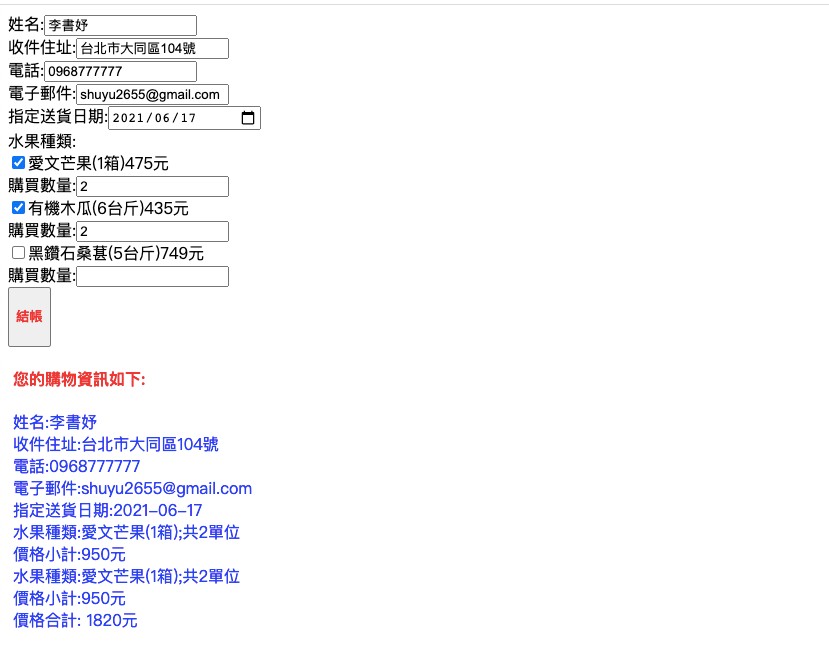 姓名:李書妤
收件住址:台北市大同區104號
電話:0968777777
電子郵件:shuyu2655@gmail.com
指定送貨日期:2021/06/17
水果種類:
愛文芒果(1箱)475元
購買數量:2
有機木瓜(6台斤)435元
購買數量:2
黑鑽石桑葚(5台斤)749元
購買數量:
結帳
您的購物資訊如下:
姓名:李書妤
收件住址:台北市大同區104號
電話:0968777777
電子郵件:shuyu2655@gmail.com
指定送貨日期:2021-06-17
水果種類:愛文芒果(1箱);共2單位
價格小計:950元
水果種類:愛文芒果(1箱);共2單位
價格小計:950元
價格合計: 1820元